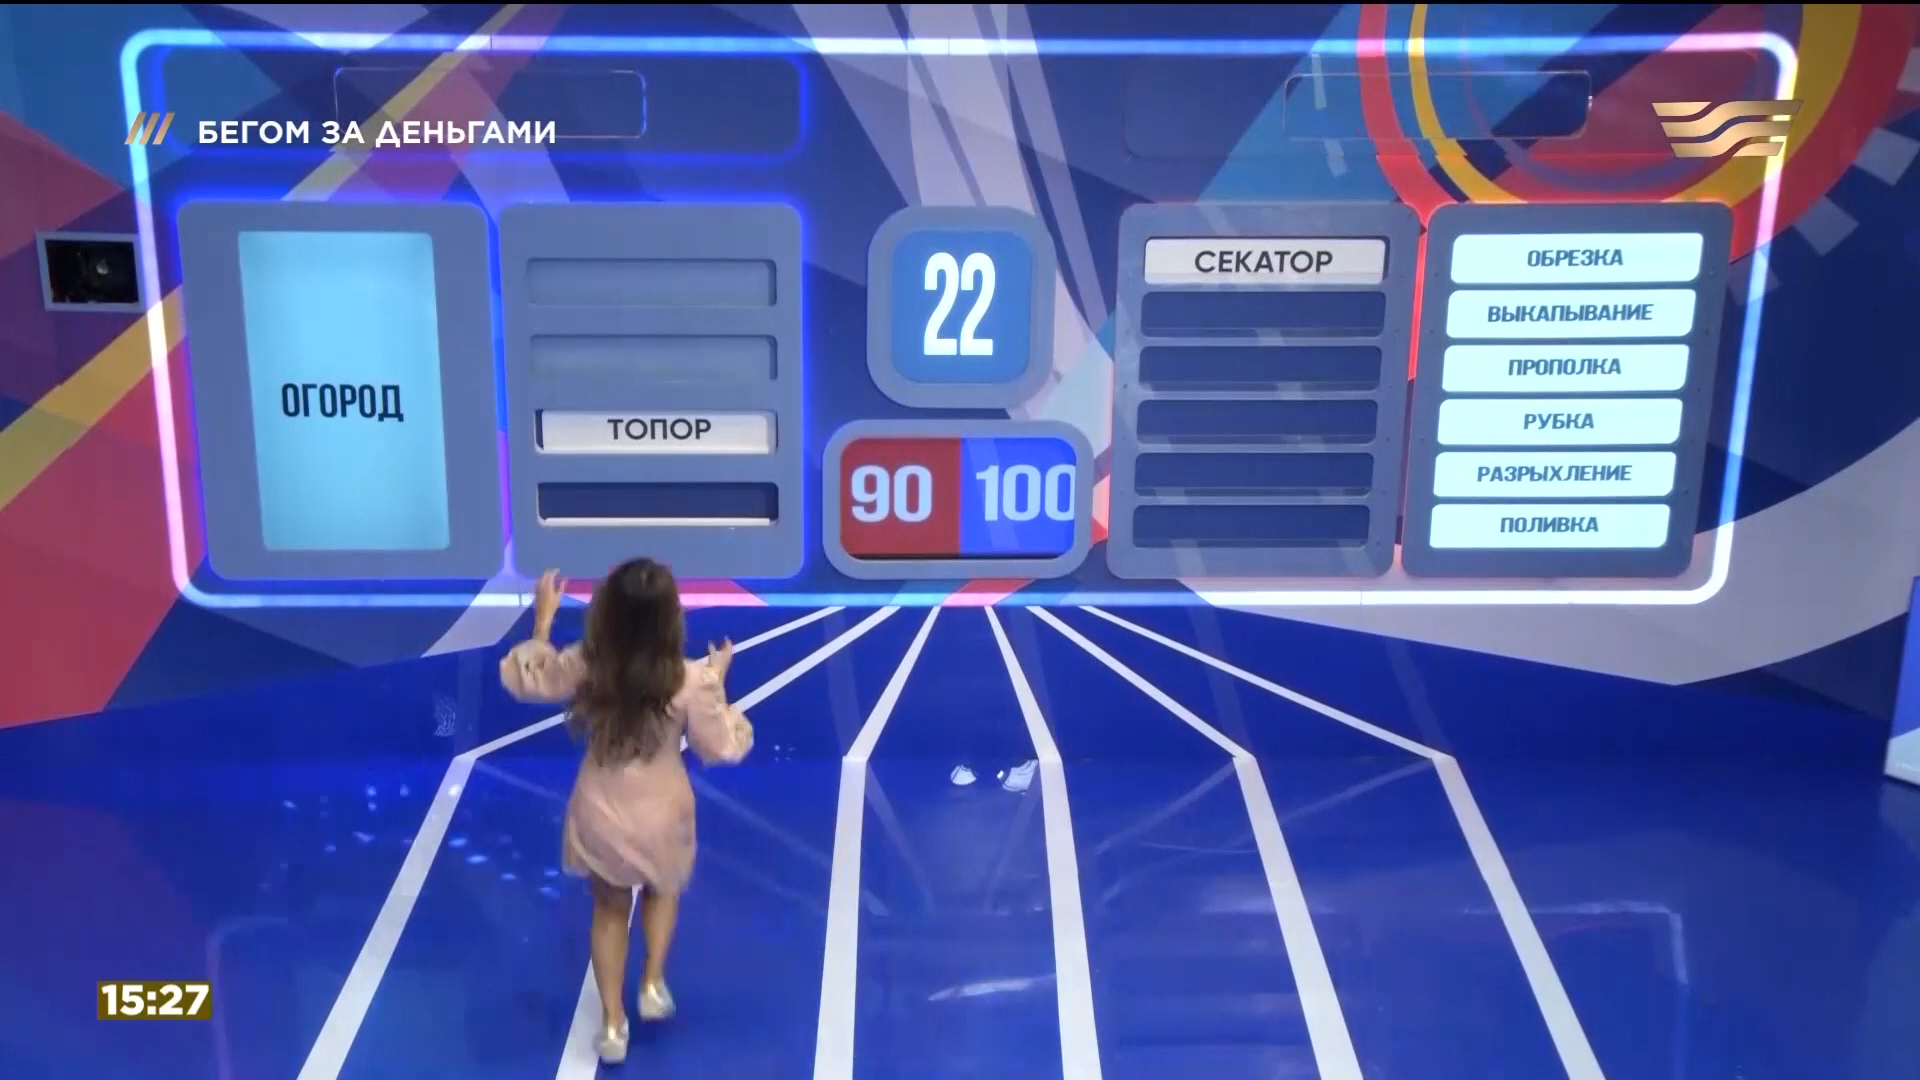 БЕГОМ ЗА ДЕНЬГАМИ
ОГОРОД
ТОПОР
22
90 100
СЕКАТОР
ОБРЕЗКА
ВЫКАПЫВАНИЕ
ПРОПОЛКА
РУБКА
РАЗРЫХЛЕНИЕ
ПОЛИВКА
15:27